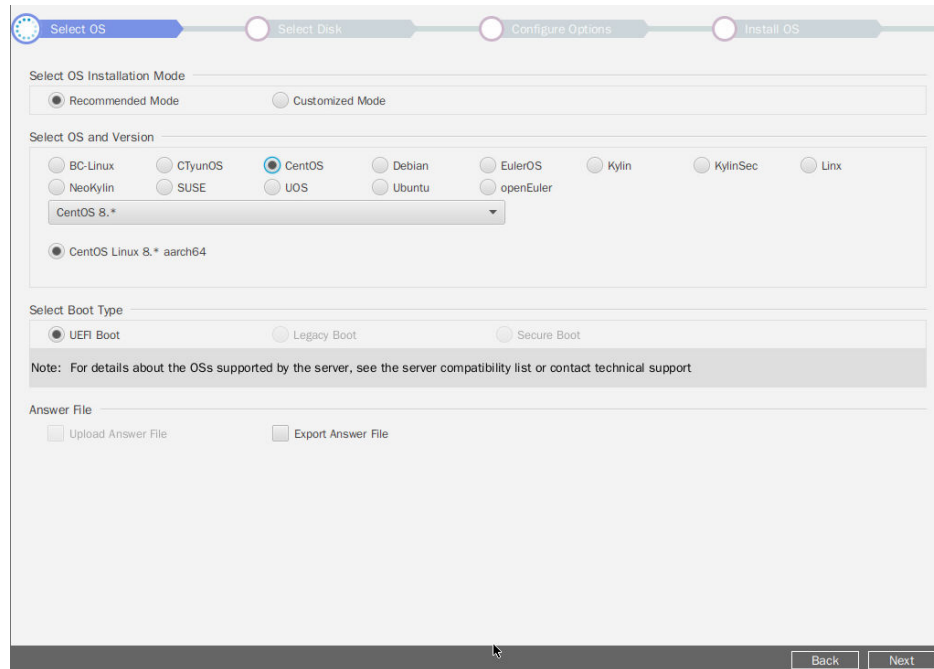 Select OS Select Disk Configure Options Install OS
Select OS Installation Mode
Recommended Mode Customized Mode
Select OS and Version
BC-Linux CTyunOS CentOS Debian EulerOS Kylin KylinSec Linx
NeoKylin SUSE UOS Ubuntu openEuler
CentOS 8.*
CentOS Linux 8.* aarch64
Select Boot Type
UEFI Boot Legacy Boot Secure Boot
Note: For details about the OSs supported by the server, see the server compatibility list or contact technical support
Answer File
Upload Answer File Export Answer File
Back Next